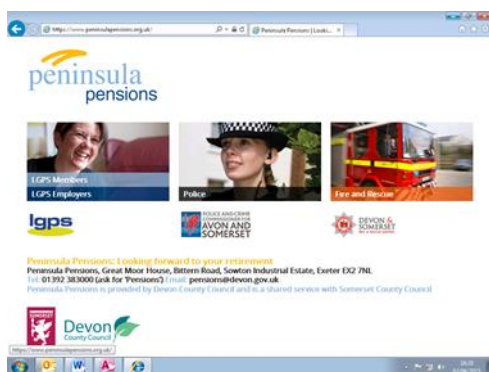 https://www.peninsulapensions.org.uk/
Peninsula Pensions | Looki...
peninsula
pensions
LGPS Members
LGPS Employers
Police
Fire and Rescue
lgps
POLICE AND CRIME
COMMISSIONER FOR
AVON AND
SOMERSET
DEVON &
SOMERSET
FIRE & RESCUE SERVICE
Peninsula Pensions: Looking forward to your retirement
Peninsula Pensions, Great Moor House, Bittern Road, Sowton Industrial Estate, Exeter EX2 7NL
Tel: 01392 383000 (ask for 'Pensions') Email: pensions@devon.gov.uk
Peninsula Pensions is provided by Devon County Council and is a shared service with Somerset County Council
SOMERSET
Devon
County Council
https://www.peninsulapensions.org.uk/